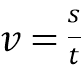 v = s/t